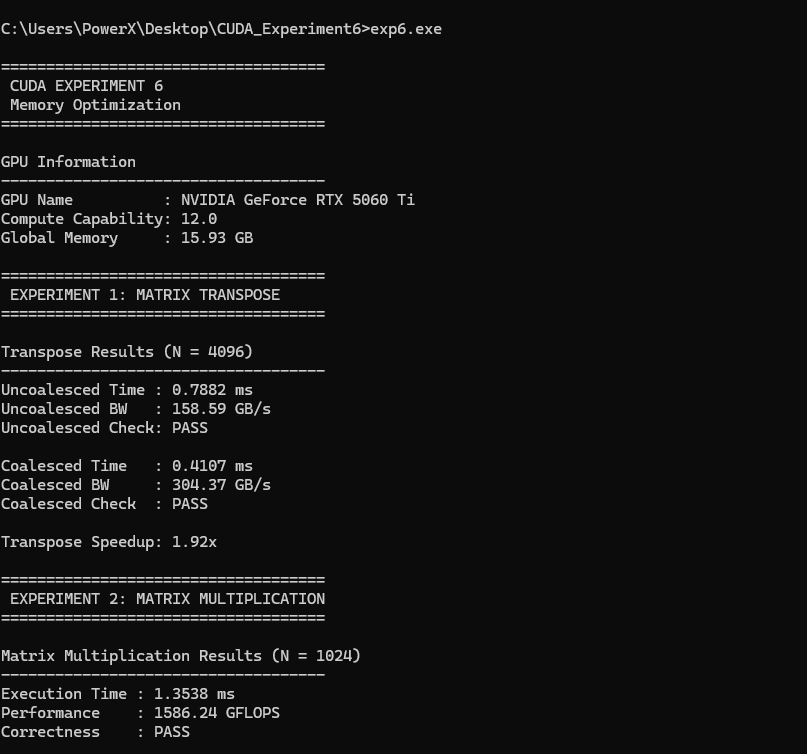 C:\Users\PowerX\Desktop\CUDA_Experiment6>exp6.exe
====================================
 CUDA EXPERIMENT 6
 Memory Optimization
====================================
GPU Information
------------------------------------
GPU Name          : NVIDIA GeForce RTX 5060 Ti
Compute Capability: 12.0
Global Memory     : 15.93 GB
====================================
 EXPERIMENT 1: MATRIX TRANSPOSE
====================================
Transpose Results (N = 4096)
------------------------------------
Uncoalesced Time : 0.7882 ms
Uncoalesced BW   : 158.59 GB/s
Uncoalesced Check: PASS
Coalesced Time   : 0.4107 ms
Coalesced BW     : 304.37 GB/s
Coalesced Check  : PASS
Transpose Speedup: 1.92x
====================================
 EXPERIMENT 2: MATRIX MULTIPLICATION
====================================
Matrix Multiplication Results (N = 1024)
------------------------------------
Execution Time : 1.3538 ms
Performance    : 1586.24 GFLOPS
Correctness    : PASS